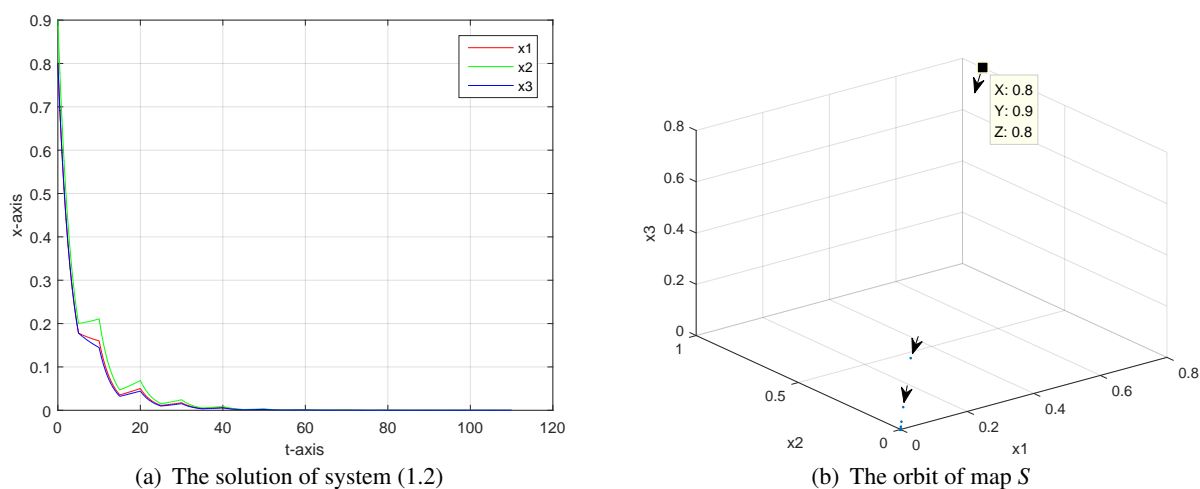 0.9
0.8
0.7
0.6
0.5
0.4
0.3
0.2
0.1
0
x-axis
0 20 40 60 80 100 120
t-axis
x1
x2
x3
(a) The solution of system (1.2)
X: 0.8
Y: 0.9
Z: 0.8
0.8
0.6
0.4
0.2
0
x3
1
0.5
0
x2
0
0.2
0.4
0.6
0.8
x1
(b) The orbit of map S